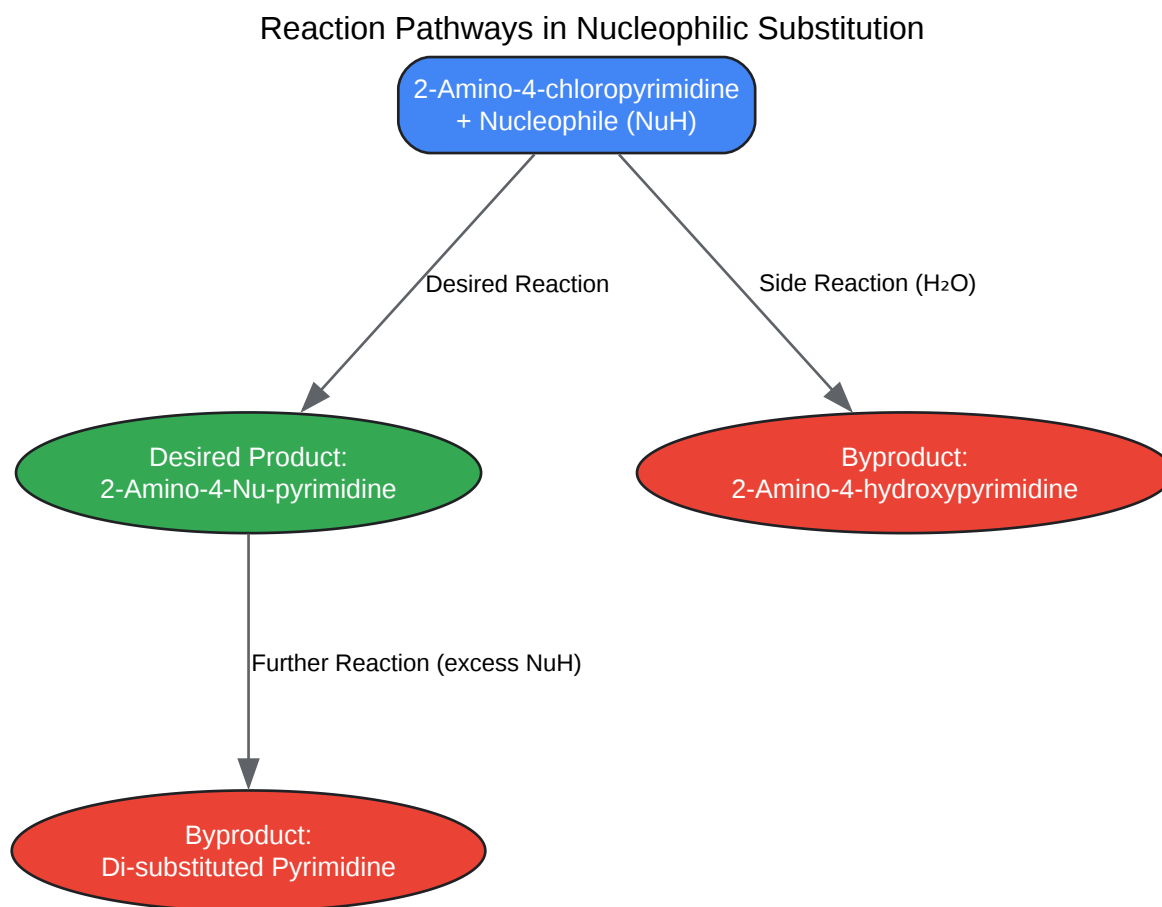 Reaction Pathways in Nucleophilic Substitution
2-Amino-4-chloropyrimidine
+ Nucleophile (NuH)
Desired Reaction
Side Reaction (H₂O)
Desired Product:
2-Amino-4-Nu-pyrimidine
Byproduct:
2-Amino-4-hydroxypyrimidine
Further Reaction (excess NuH)
Byproduct:
Di-substituted Pyrimidine